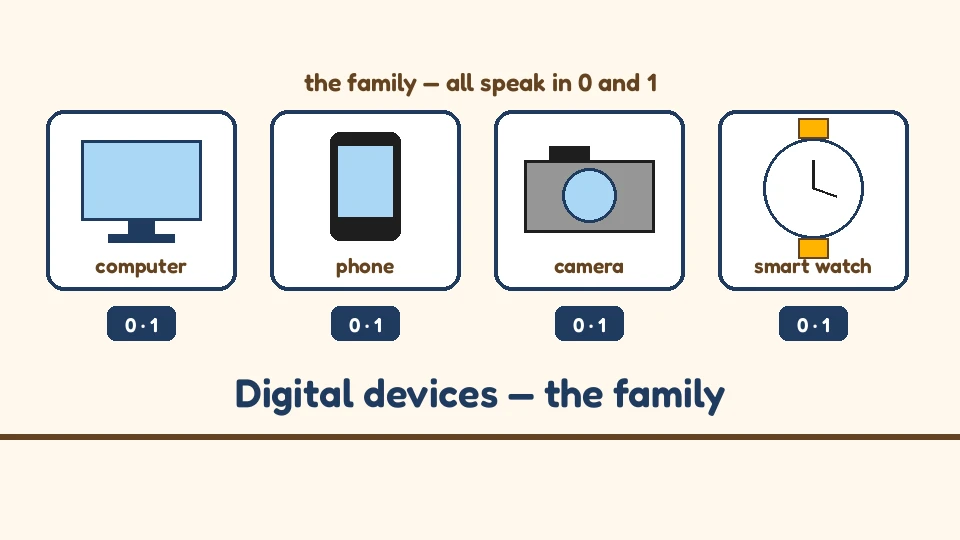 the family — all speak in 0 and 1
computer
phone
camera
smart watch
0 · 1
0 · 1
0 · 1
0 · 1
Digital devices — the family